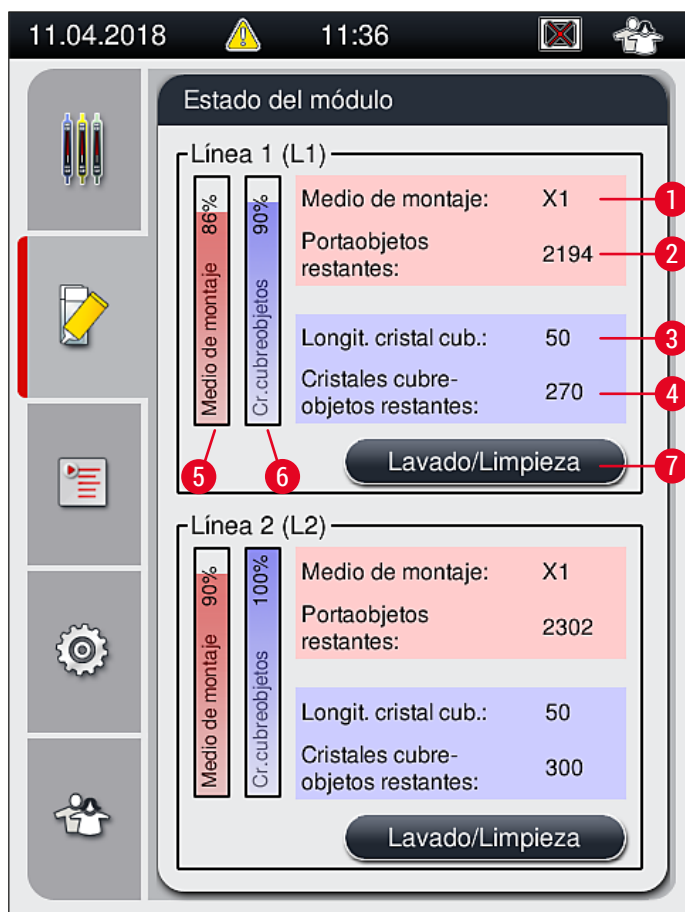 11.04.2018 11:36
Estado del módulo
Línea 1 (L1)
Medio de montaje 86%
Cr.cubreobjetos 90%
Medio de montaje: X1 1
Portaobjetos
restantes: 2194 2
Longit. cristal cub.: 50 3
Cristales cubre-
objetos restantes: 270 4
5 6
Lavado/Limpieza 7
Línea 2 (L2)
Medio de montaje 90%
Cr.cubreobjetos 100%
Medio de montaje: X1
Portaobjetos
restantes: 2302
Longit. cristal cub.: 50
Cristales cubre-
objetos restantes: 300
Lavado/Limpieza